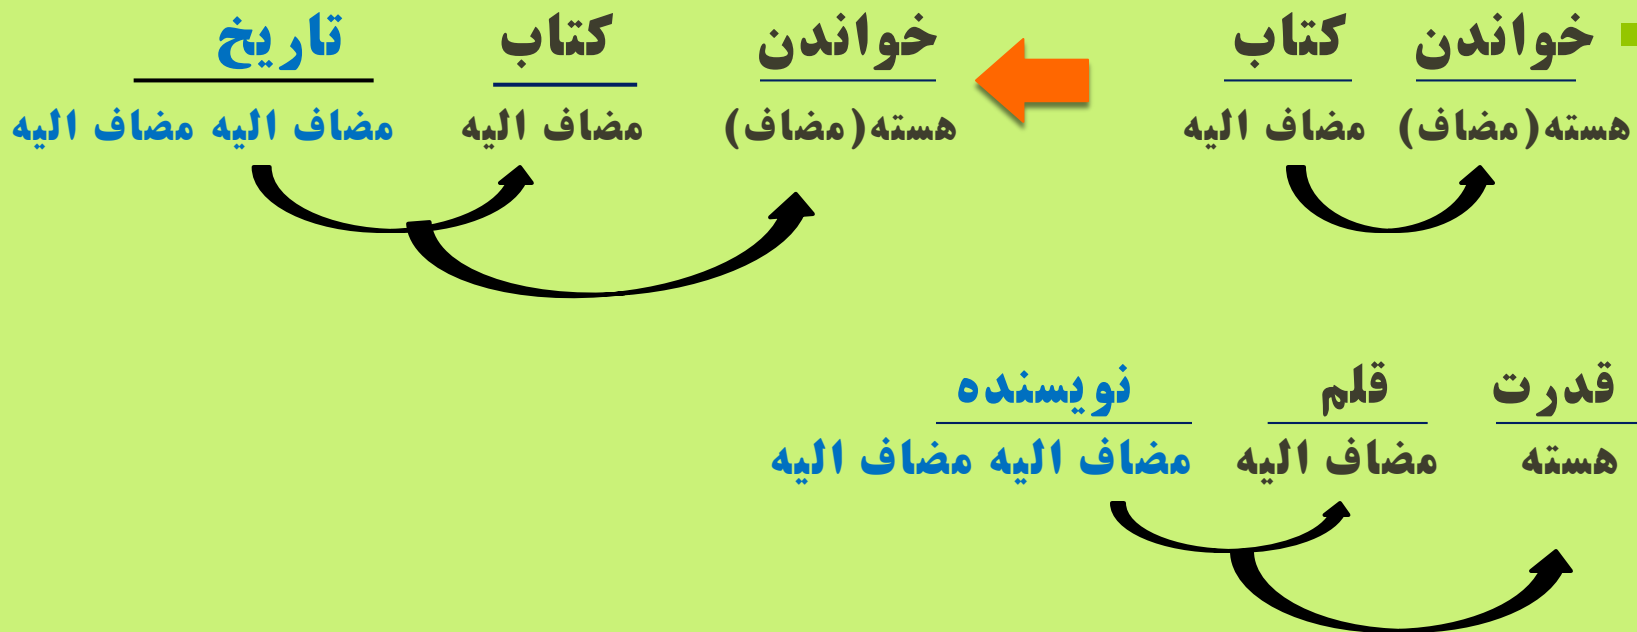 خواندن کتاب خواندن کتاب تاریخ
هسته(مضاف) مضاف الیه هسته(مضاف) مضاف الیه مضاف الیه مضاف الیه
قدرت قلم نویسنده
هسته مضاف الیه مضاف الیه مضاف الیه